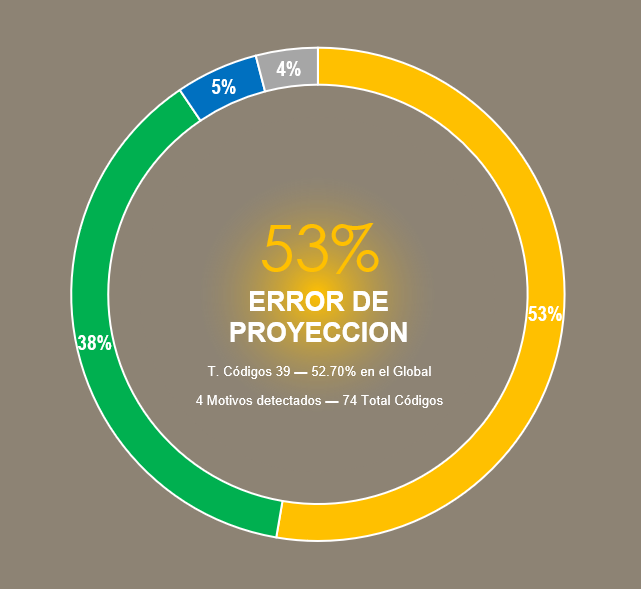 4%
5%
53%
ERROR DE
PROYECCION
53%
38%
T. Códigos 39 — 52.70% en el Global
4 Motivos detectados — 74 Total Códigos